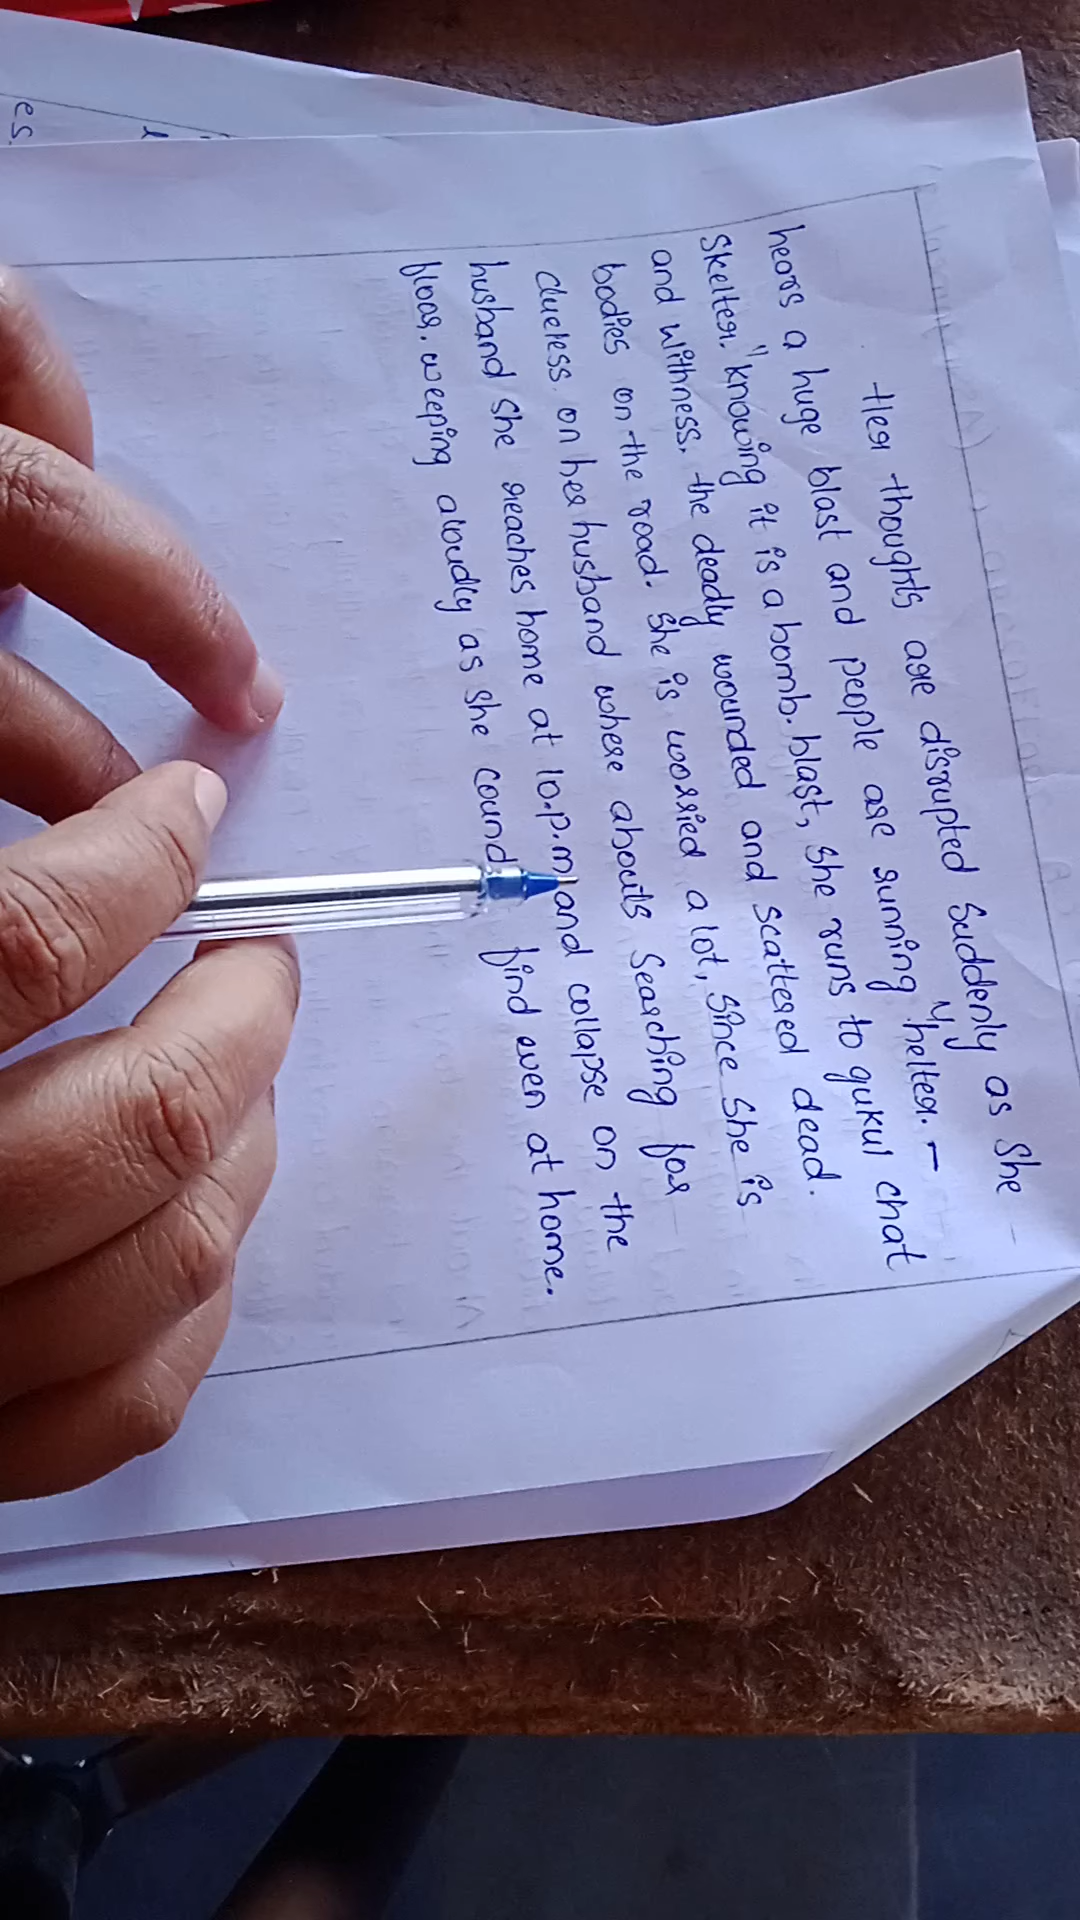 Her thoughts are disrupted suddenly as she
hears a huge blast and people are running "helter. -
skelter." knowing it is a bomb. blast, she runs to gukul chat
and withness. the deadly wounded and scattered dead.
bodies on the road. she is worried a lot, since she is
clueless. on her husband where abouts searching for
husband she reaches home at 10.p.m and collapse on the
floor. weeping aloudly as she cound find even at home.
es.